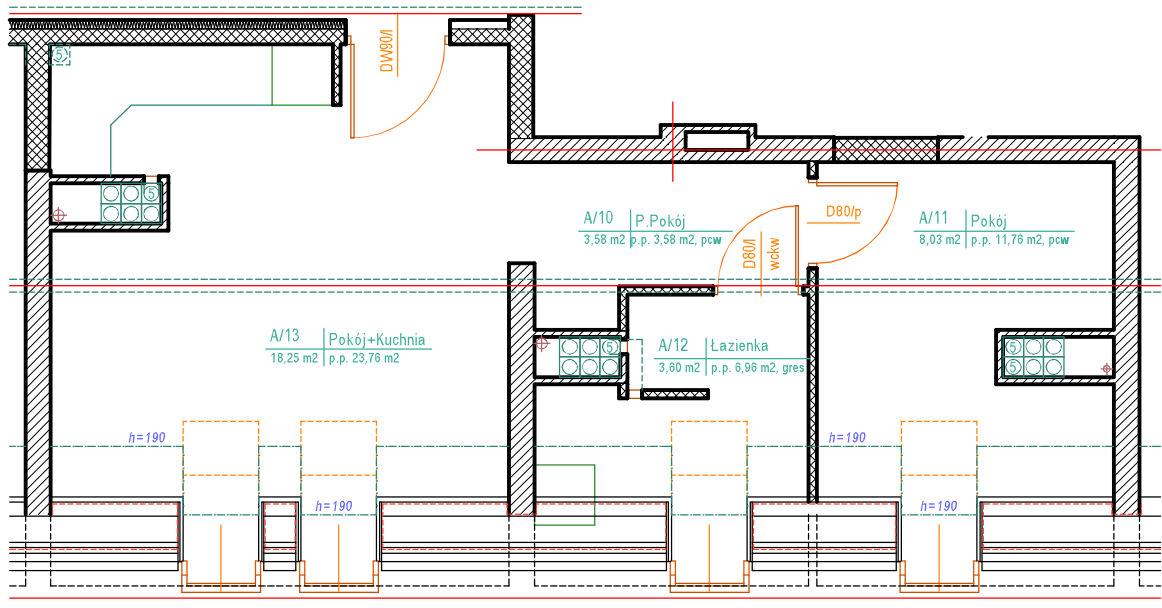 5
DW90/l
5
A/10 P.Pokój
3,58 m2 p.p. 3,58 m2, pcw
D80/p
A/11 Pokój
8,03 m2 p.p. 11,76 m2, pcw
D80/l
wckw
A/13 Pokój+Kuchnia
18,25 m2 p.p. 23,76 m2
5
A/12 Łazienka
3,60 m2 p.p. 6,96 m2, gres
5
5
h=190
h=190
h=190
h=190